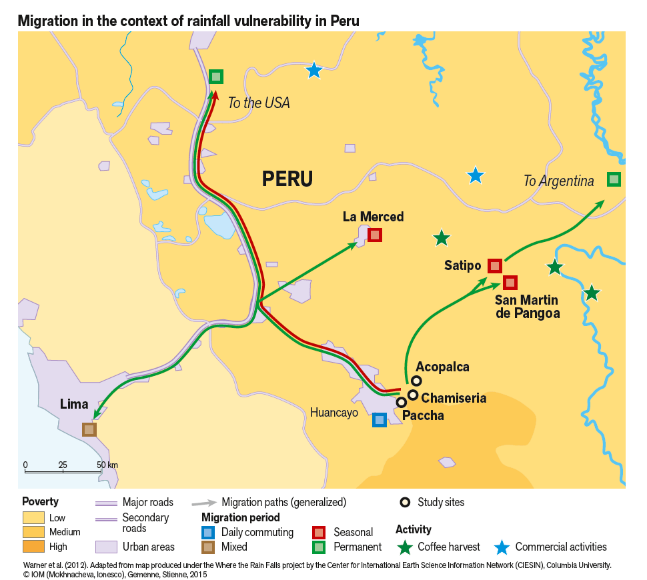 Migration in the context of rainfall vulnerability in Peru
To the USA
PERU
To Argentina
La Merced
Satipo
San Martin
de Pangoa
Acopalca
Chamiseria
Paccha
Huancayo
Lima
0 25 50 km
Poverty
Low
Medium
High
Major roads
Secondary
roads
Urban areas
Migration paths (generalized)
Migration period
Daily commuting
Mixed
Seasonal
Permanent
Study sites
Activity
Coffee harvest
Commercial activities
Warner et al. (2012). Adapted from map produced under the Where the Rain Falls project by the Center for International Earth Science Information Network (CIESIN), Columbia University.
© IOM (Mokhnacheva, Ionesco), Gemenne, Stienne, 2015